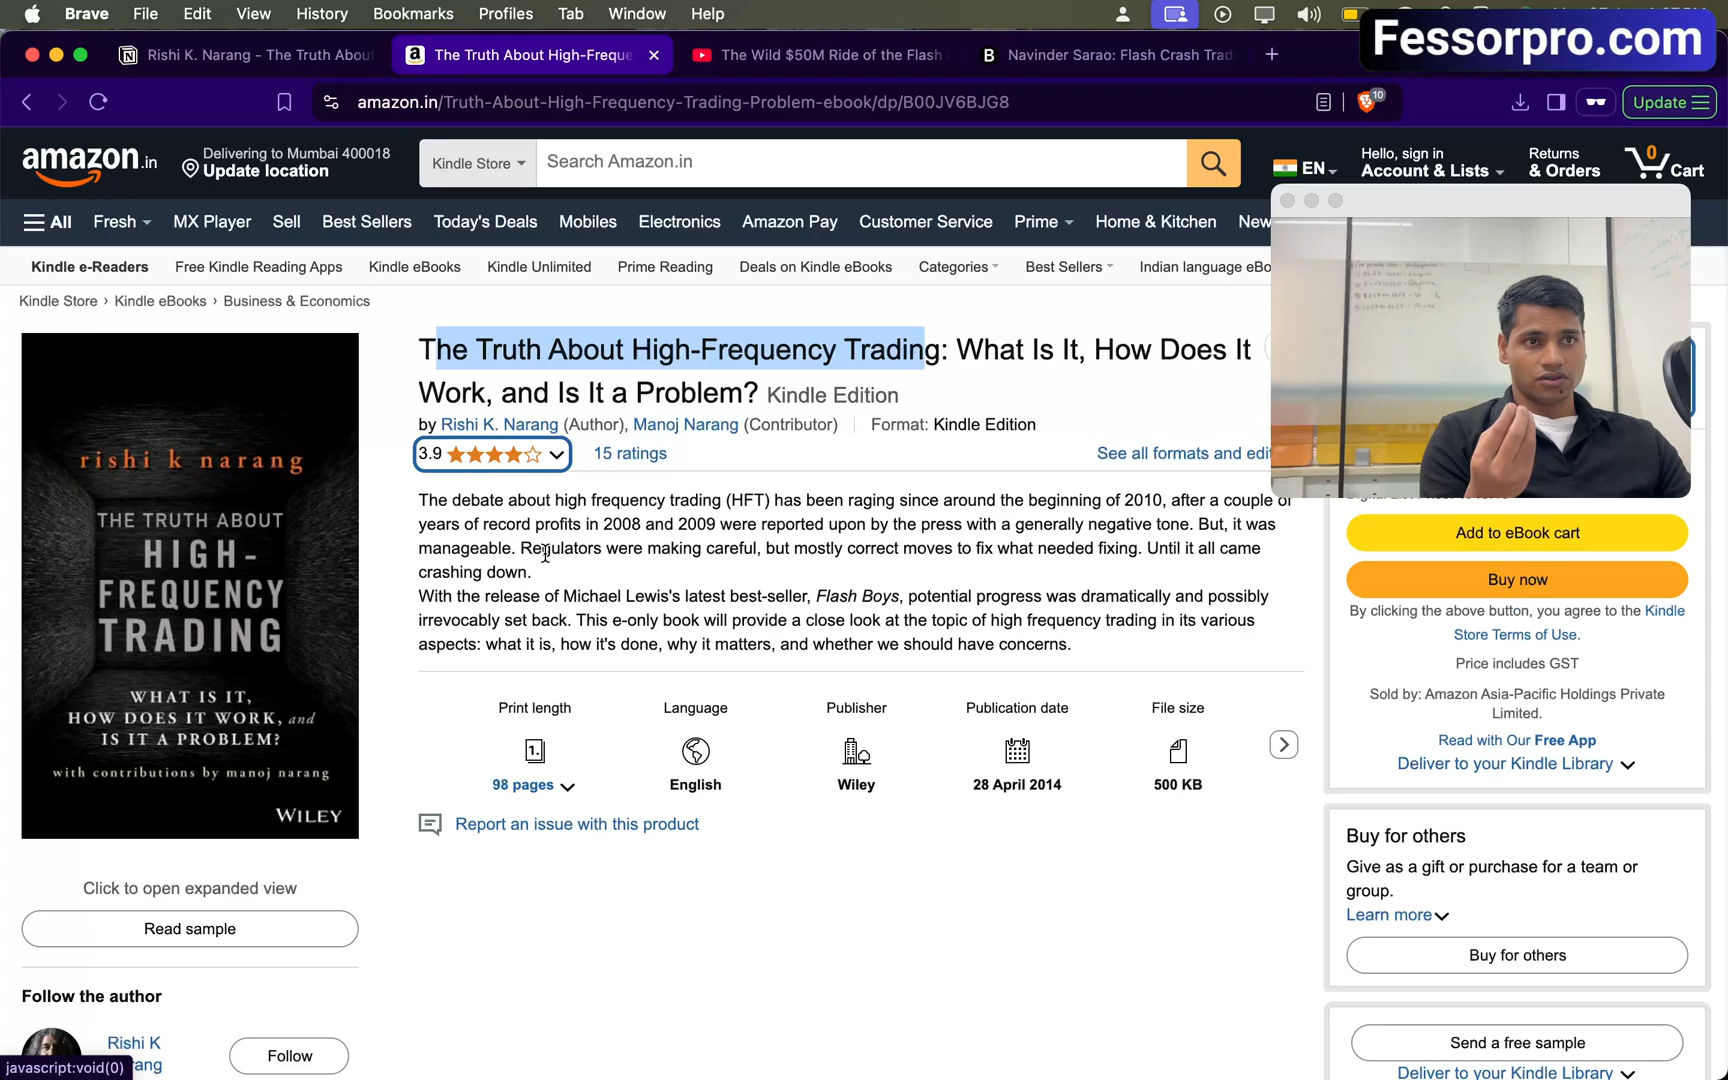 Brave File Edit View History Bookmarks Profiles Tab Window Help
Fessorpro.com
Rishi K. Narang - The Truth Abou
The Truth About High-Freque
The Wild $50M Ride of the Flash
B Navinder Sarao: Flash Crash Trad
amazon.in/Truth-About-High-Frequency-Trading-Problem-ebook/dp/B00JV6BJG8
10
Update
amazon.in
Delivering to Mumbai 400018
Update location
Kindle Store
Search Amazon.in
EN
Hello, sign in
Account & Lists
Returns
& Orders
0
Cart
All Fresh MX Player Sell Best Sellers Today's Deals Mobiles Electronics Amazon Pay Customer Service Prime Home & Kitchen New
Kindle e-Readers Free Kindle Reading Apps Kindle eBooks Kindle Unlimited Prime Reading Deals on Kindle eBooks Categories Best Sellers Indian language eBo
Kindle Store › Kindle eBooks › Business & Economics
rishi k narang
THE TRUTH ABOUT
HIGH-
FREQUENCY
TRADING
WHAT IS IT,
HOW DOES IT WORK, and
IS IT A PROBLEM?
with contributions by manoj narang
WILEY
Click to open expanded view
Read sample
Follow the author
Rishi K
arang
Follow
javascript:void(0)
The Truth About High-Frequency Trading: What Is It, How Does It
Work, and Is It a Problem? Kindle Edition
by Rishi K. Narang (Author), Manoj Narang (Contributor) Format: Kindle Edition
3.9 15 ratings
See all formats and edit
The debate about high frequency trading (HFT) has been raging since around the beginning of 2010, after a couple of
years of record profits in 2008 and 2009 were reported upon by the press with a generally negative tone. But, it was
manageable. Regulators were making careful, but mostly correct moves to fix what needed fixing. Until it all came
crashing down.
With the release of Michael Lewis's latest best-seller, Flash Boys, potential progress was dramatically and possibly
irrevocably set back. This e-only book will provide a close look at the topic of high frequency trading in its various
aspects: what it is, how it's done, why it matters, and whether we should have concerns.
Print length Language Publisher Publication date File size
1.
98 pages English Wiley 28 April 2014 500 KB
Report an issue with this product
Add to eBook cart
Buy now
By clicking the above button, you agree to the Kindle
Store Terms of Use.
Price includes GST
Sold by: Amazon Asia-Pacific Holdings Private
Limited.
Read with Our Free App
Deliver to your Kindle Library
Buy for others
Give as a gift or purchase for a team or
group.
Learn more
Buy for others
Send a free sample
Deliver to your Kindle Library